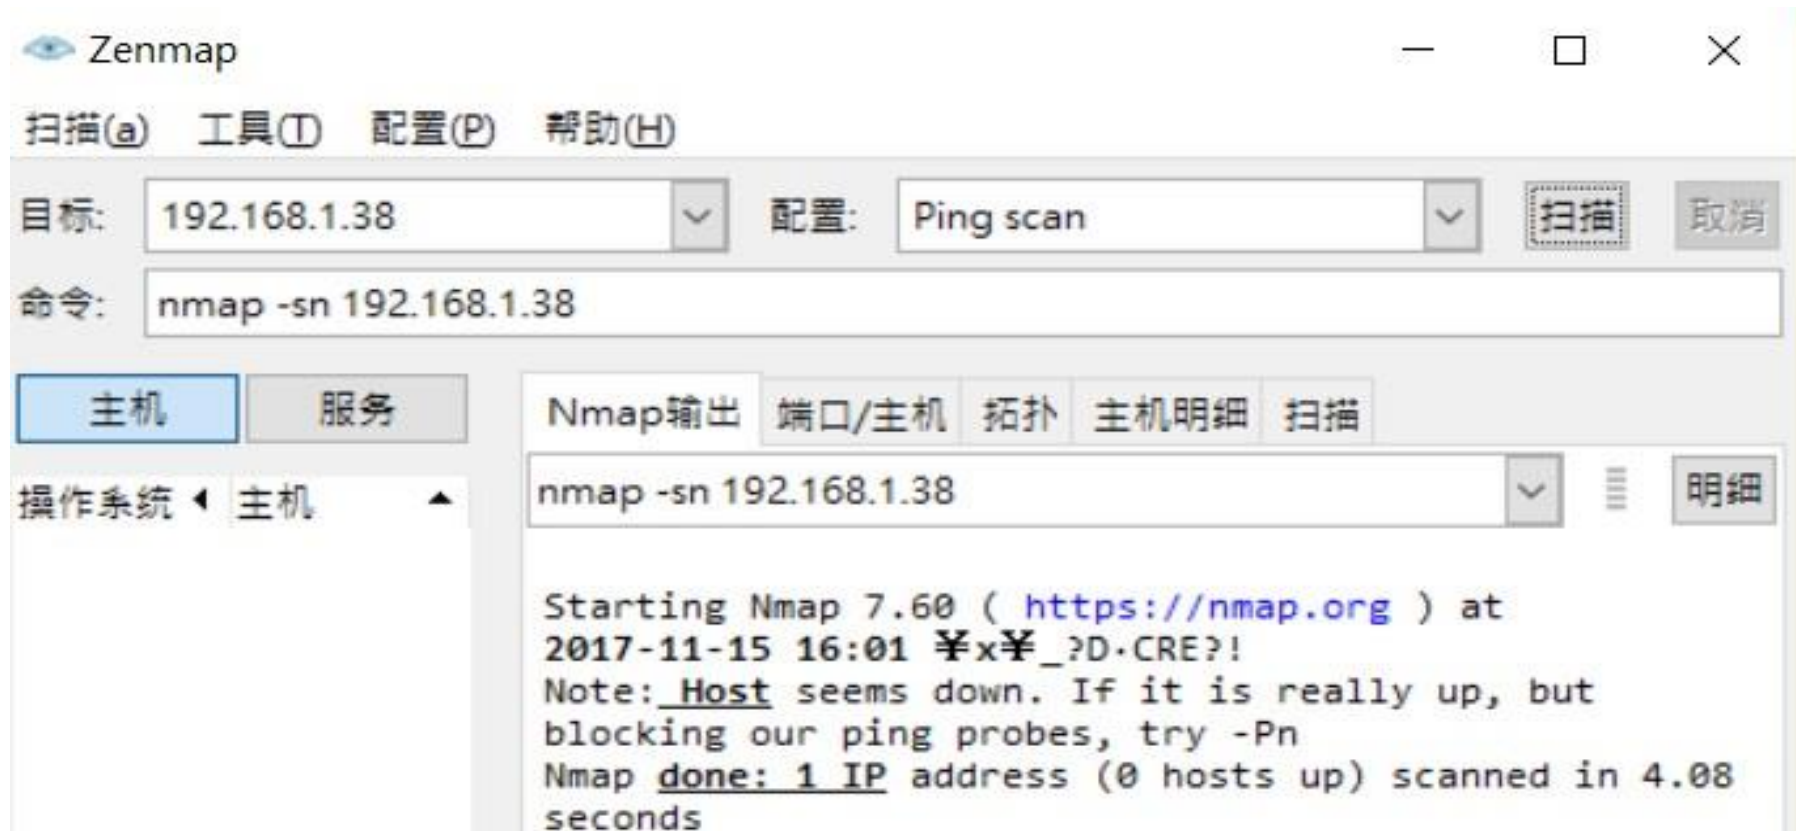 Zenmap
扫描(a) 工具(T) 配置(P) 帮助(H)
目标: 192.168.1.38 配置: Ping scan 扫描 取消
命令: nmap -sn 192.168.1.38
主机 服务 Nmap输出 端口/主机 拓扑 主机明细 扫描
操作系统 主机 nmap -sn 192.168.1.38 明细
Starting Nmap 7.60 ( https://nmap.org ) at
2017-11-15 16:01 ¥x¥_?D·CRE?!
Note: Host seems down. If it is really up, but
blocking our ping probes, try -Pn
Nmap done: 1 IP address (0 hosts up) scanned in 4.08
seconds